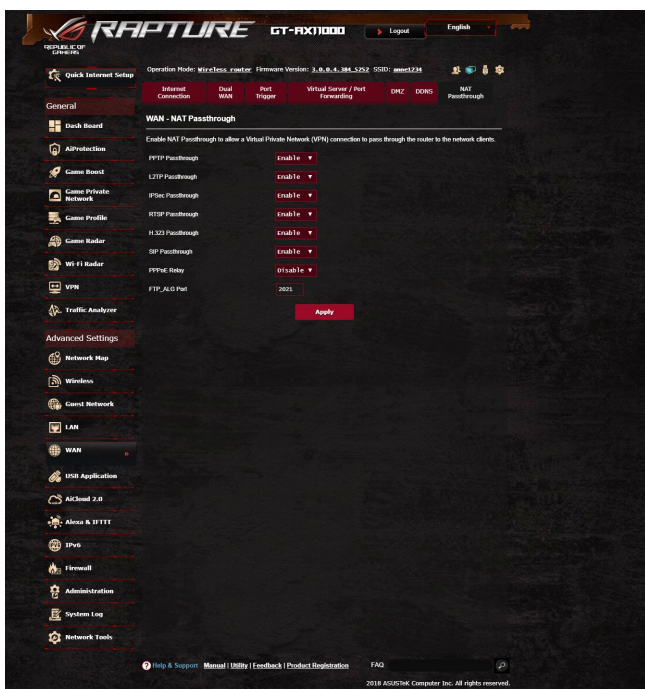 REPUBLIC OF
GAMERS
RAPTURE
GT-AX11000
Logout
English
Quick Internet Setup
Operation Mode: Wireless router Firmware Version: 3.0.0.4.384_5252 SSID: anne1234
Internet Connection
Dual WAN
Port Trigger
Virtual Server / Port Forwarding
DMZ
DDNS
NAT Passthrough
General
Dash Board
AiProtection
Game Boost
Game Private Network
Game Profile
Game Radar
Wi-Fi Radar
VPN
Traffic Analyzer
Advanced Settings
Network Map
Wireless
Guest Network
LAN
WAN
USB Application
AiCloud 2.0
Alexa & IFTTT
IPv6
Firewall
Administration
System Log
Network Tools
WAN - NAT Passthrough
Enable NAT Passthrough to allow a Virtual Private Network (VPN) connection to pass through the router to the network clients.
PPTP Passthrough Enable
L2TP Passthrough Enable
IPSec Passthrough Enable
RTSP Passthrough Enable
H.323 Passthrough Enable
SIP Passthrough Enable
PPPoE Relay Disable
FTP_ALG Port 2021
Apply
Help & Support Manual | Utility | Feedback | Product Registration FAQ
2018 ASUSTeK Computer Inc. All rights reserved.